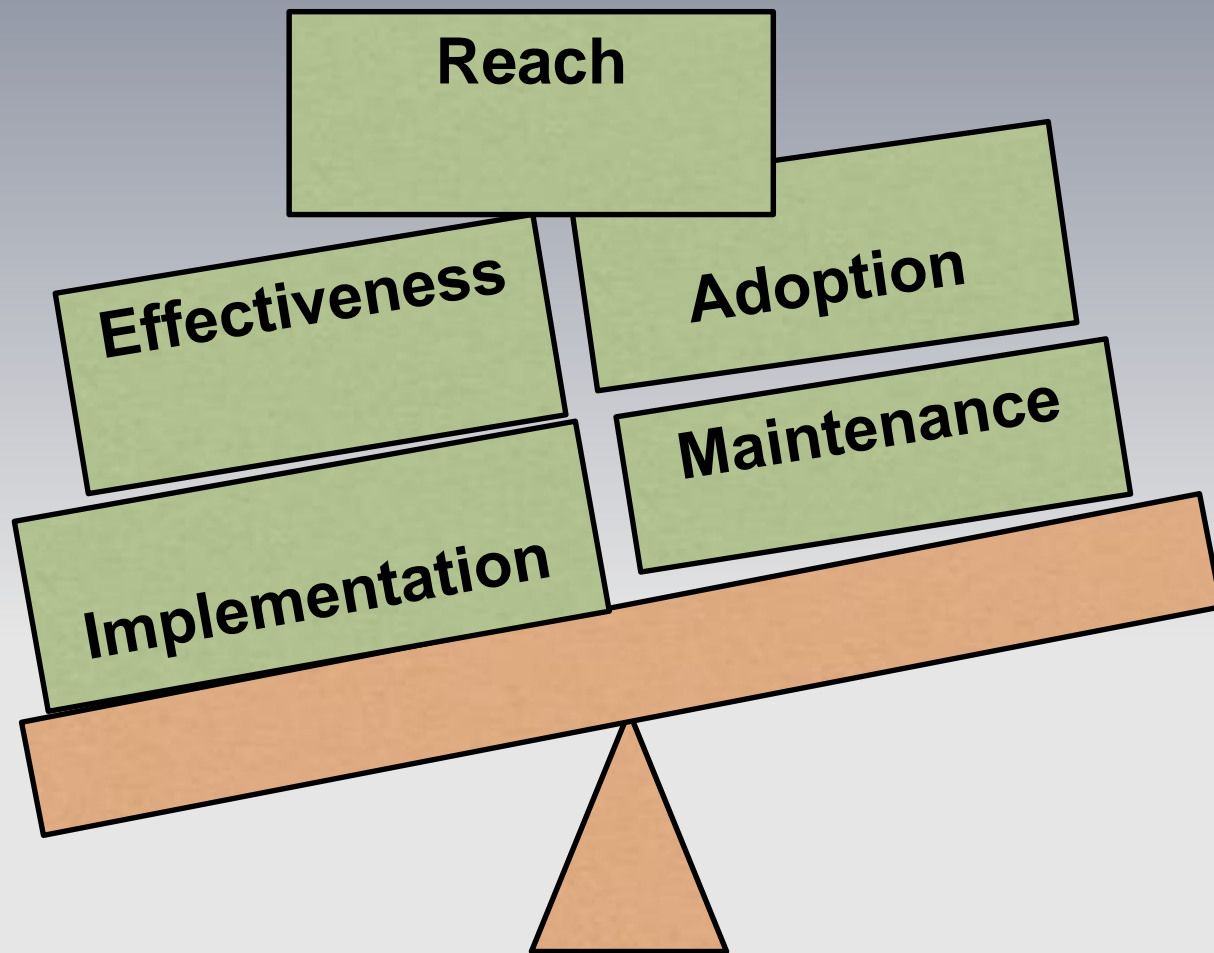 Reach
Effectiveness
Adoption
Maintenance
Implementation